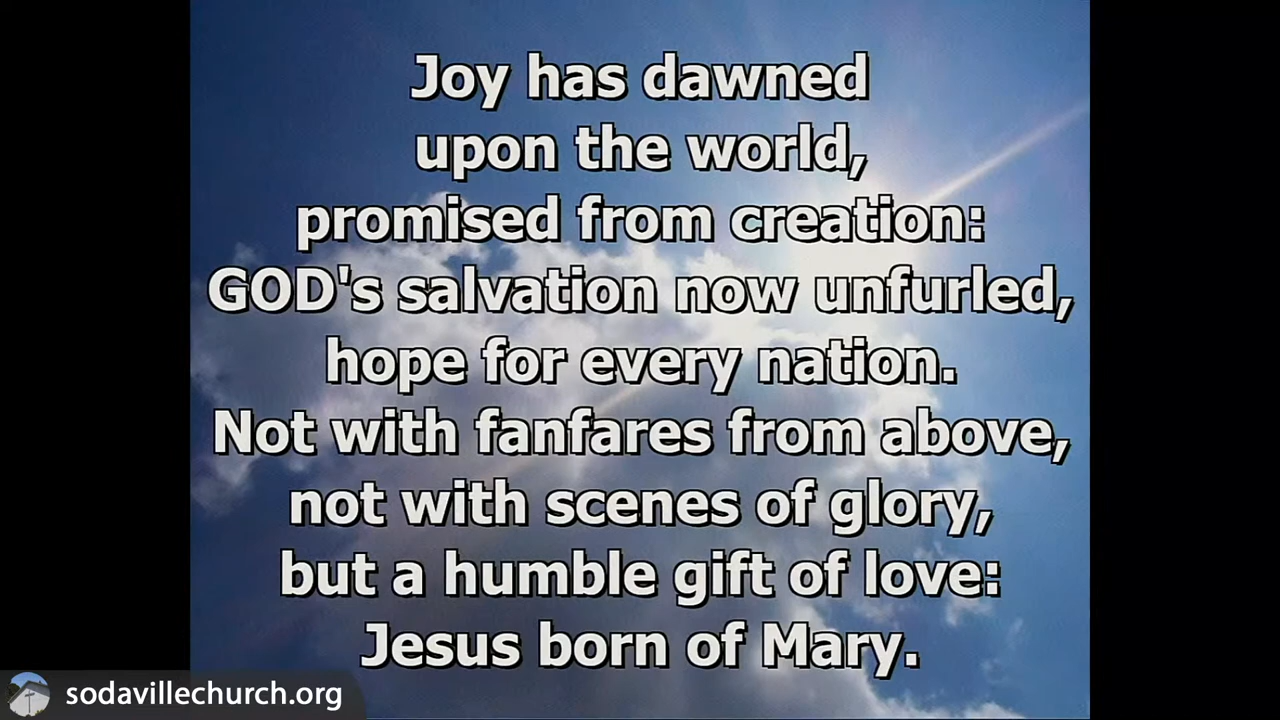 Joy has dawned
upon the world,
promised from creation:
GOD's salvation now unfurled,
hope for every nation.
Not with fanfares from above,
not with scenes of glory,
but a humble gift of love:
Jesus born of Mary.
sodavillechurch.org